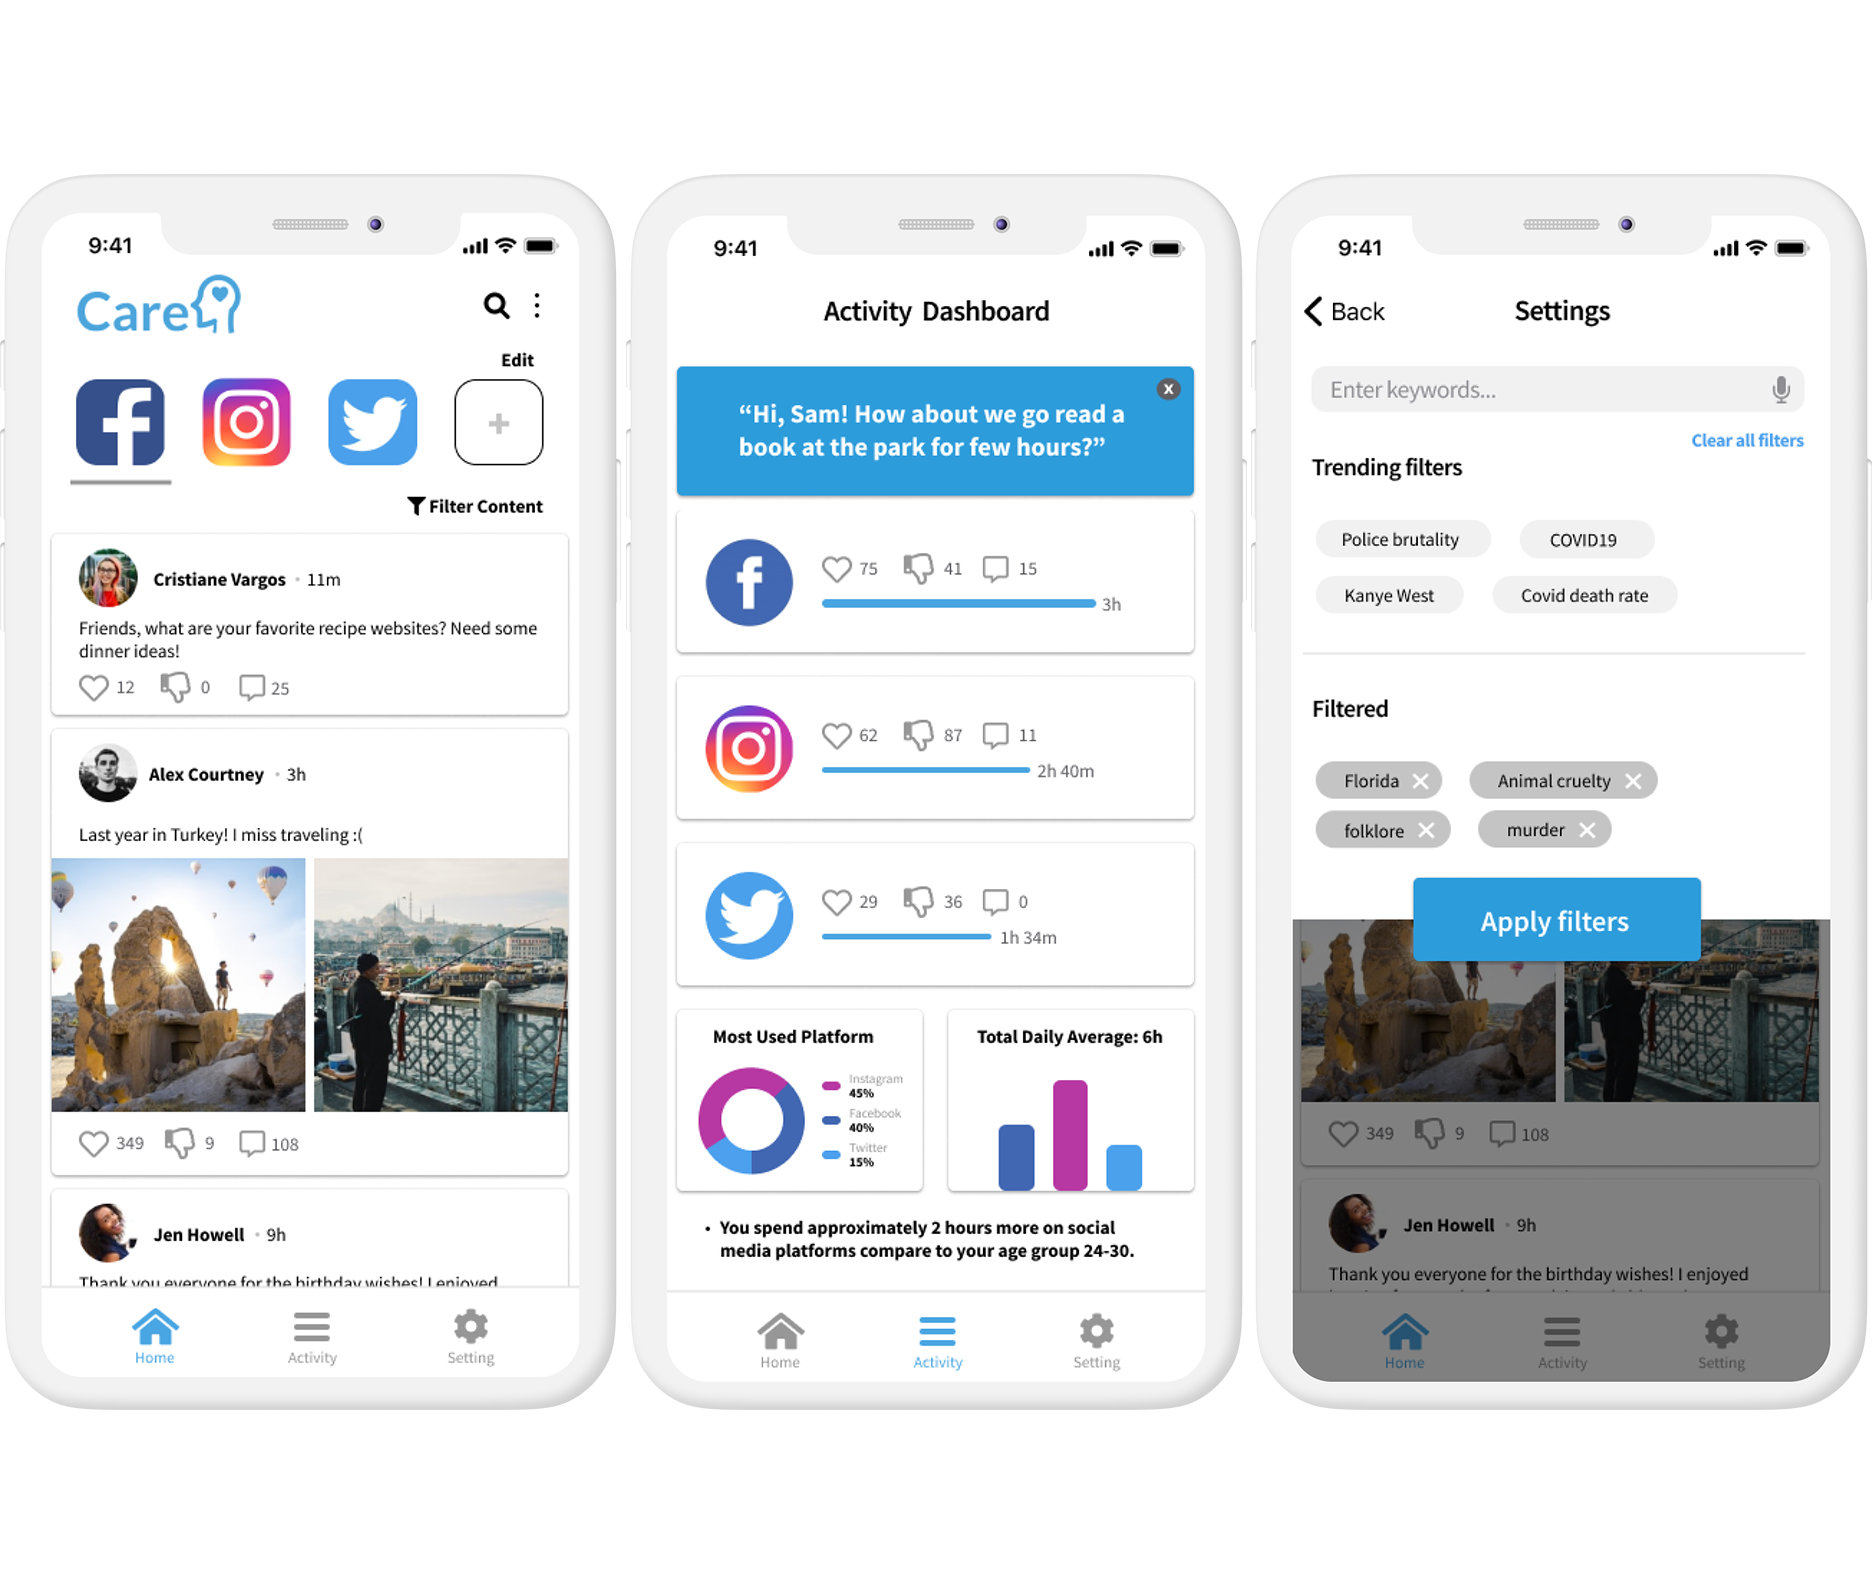 9:41
Care
Edit
Filter Content
Cristiane Vargos • 11m
Friends, what are your favorite recipe websites? Need some
dinner ideas!
12 0 25
Alex Courtney • 3h
Last year in Turkey! I miss traveling :(
349 9 108
Jen Howell • 9h
Thank you everyone for the birthday wishes! I enjoyed
Home Activity Setting
9:41
Activity Dashboard
x
“Hi, Sam! How about we go read a
book at the park for few hours?”
75 41 15
3h
62 87 11
2h 40m
29 36 0
1h 34m
Most Used Platform
Instagram
45%
Facebook
40%
Twitter
15%
Total Daily Average: 6h
• You spend approximately 2 hours more on social
media platforms compare to your age group 24-30.
Home Activity Setting
9:41
Back
Settings
Enter keywords...
Clear all filters
Trending filters
Police brutality COVID19
Kanye West Covid death rate
Filtered
Florida Animal cruelty
folklore murder
Apply filters
349 9 108
Jen Howell • 9h
Thank you everyone for the birthday wishes! I enjoyed
Home Activity Setting